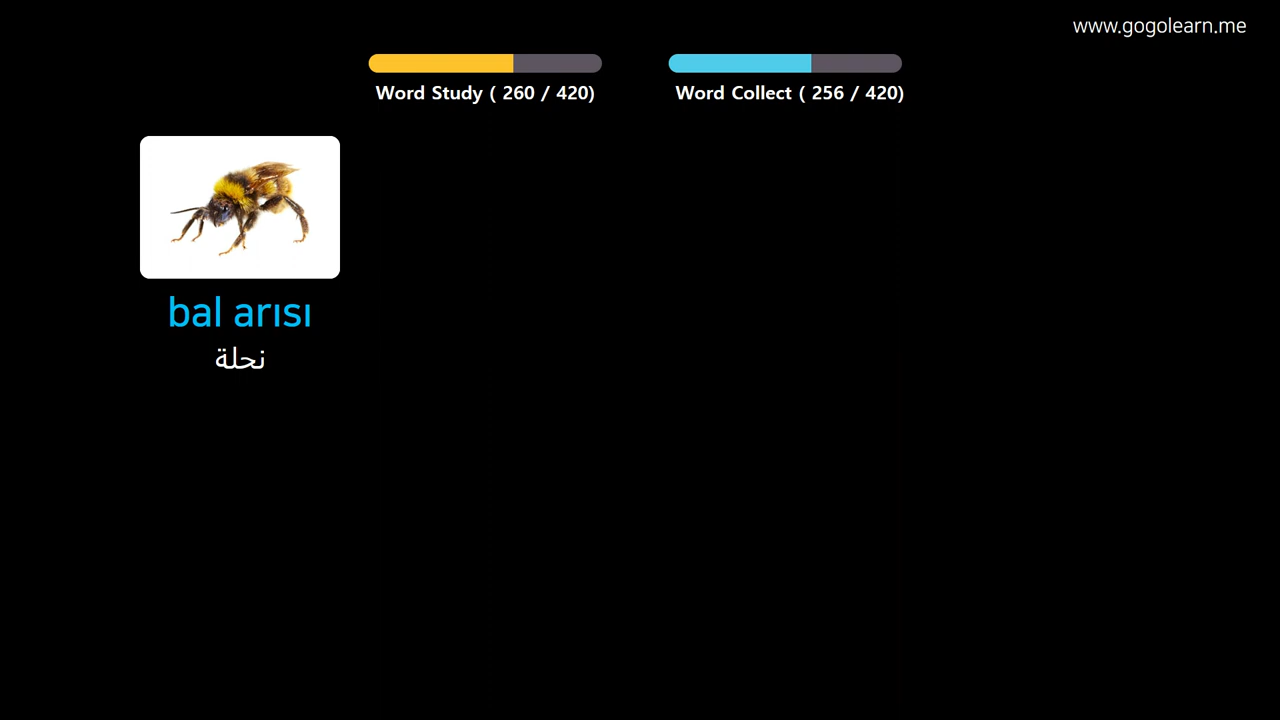 www.gogolearn.me
Word Study ( 260 / 420)
Word Collect ( 256 / 420)
bal arısı
نحلة